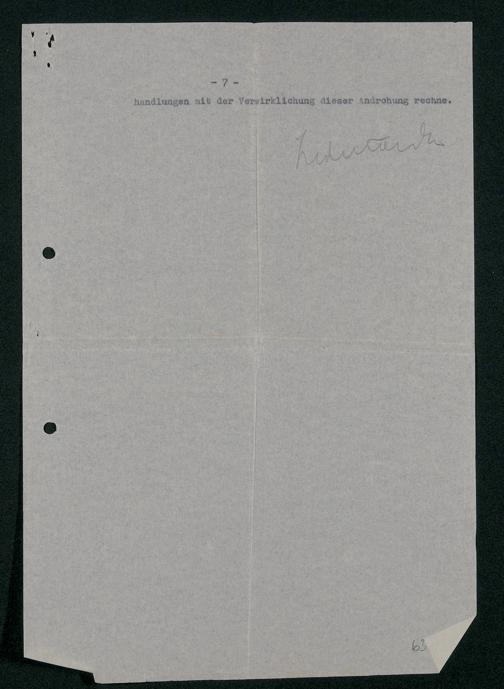 - 7 -
handlungen mit der Verwirklichung dieser Androhung rechne.
63